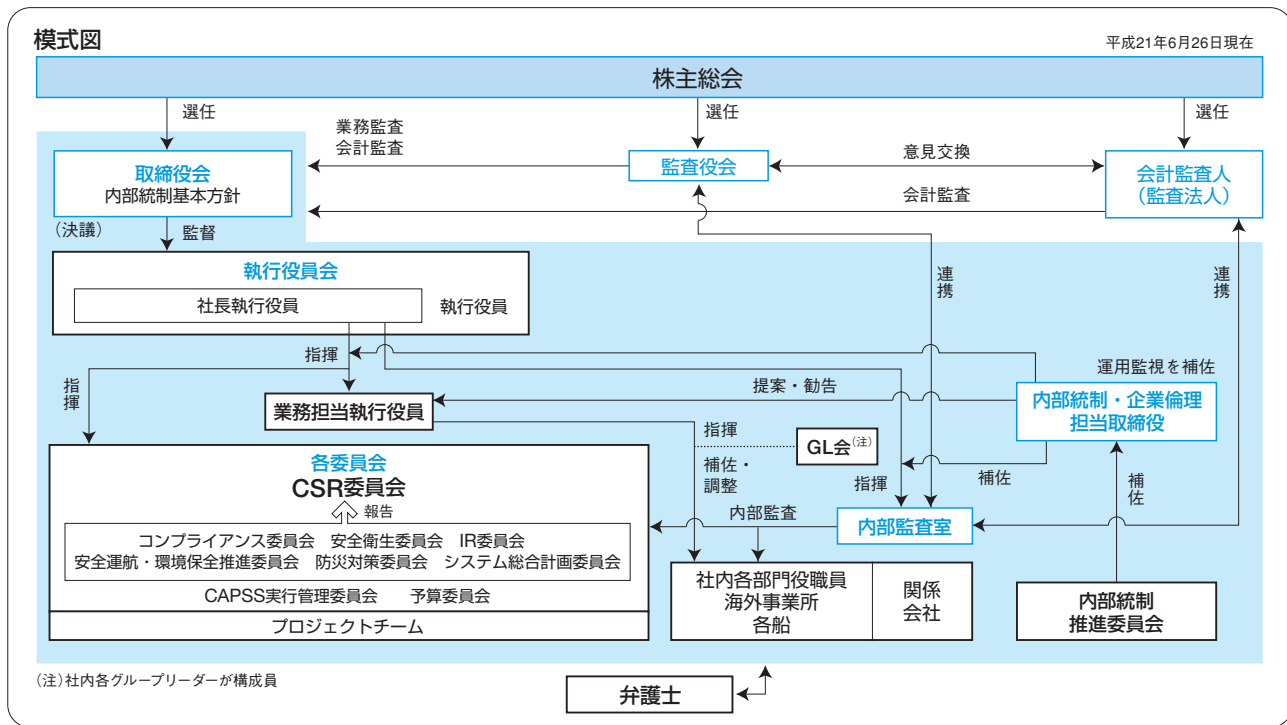 模式図
平成21年6月26日現在
株主総会
選任
選任
選任
業務監査
会計監査
取締役会
内部統制基本方針
監査役会
意見交換
会計監査人
（監査法人）
会計監査
（決議）
監督
執行役員会
社長執行役員
執行役員
連携
連携
指揮
指揮
運用監視を補佐
提案・勧告
業務担当執行役員
内部統制・企業倫理
担当取締役
指揮
GL会（注）
補佐・
調整
指揮
補佐
補佐
各委員会
CSR委員会
報告
内部監査
内部監査室
コンプライアンス委員会 安全衛生委員会 IR委員会
安全運航・環境保全推進委員会 防災対策委員会 システム総合計画委員会
CAPSS実行管理委員会 予算委員会
プロジェクトチーム
社内各部門役職員
海外事業所
各船
関係
会社
内部統制
推進委員会
（注）社内各グループリーダーが構成員
弁護士